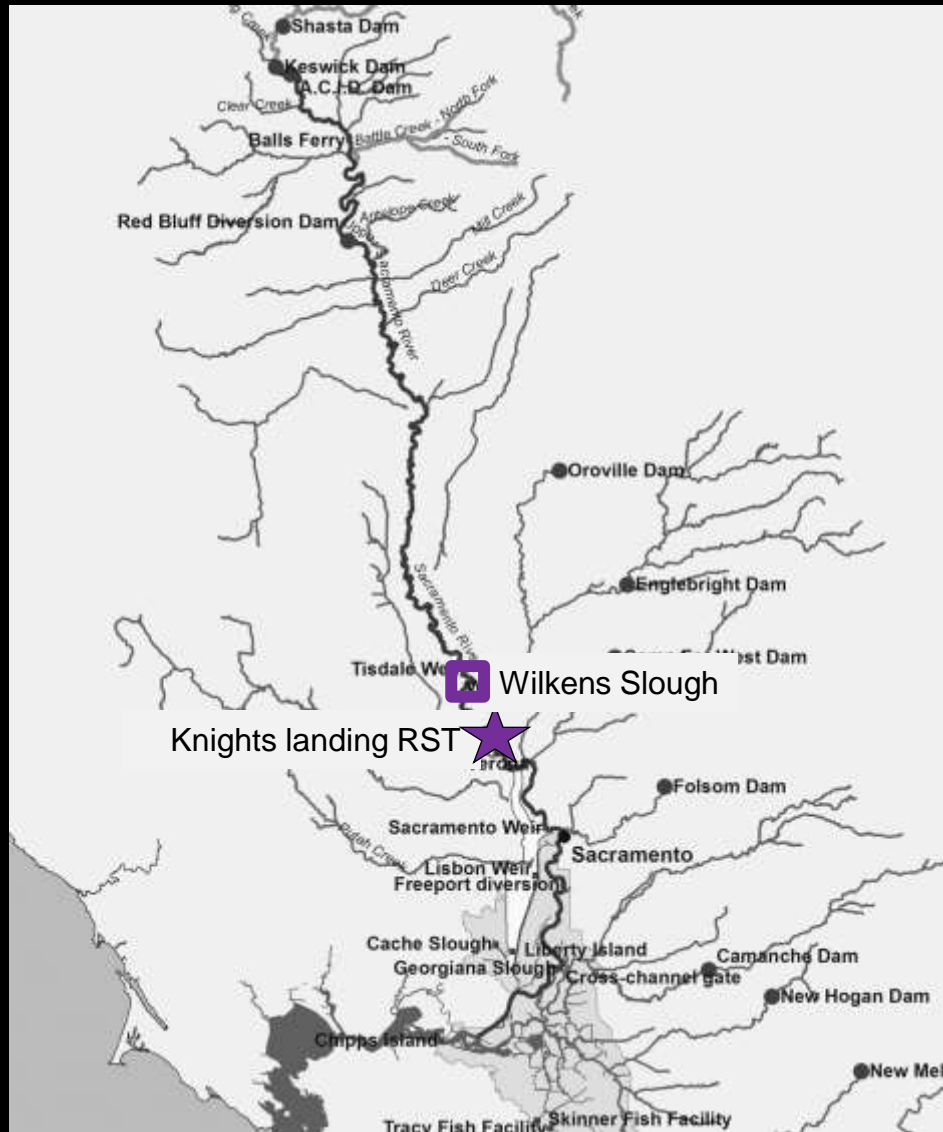 Shasta Dam
Keswick Dam
A.C.I.D. Dam
Clear Creek
Balls Ferry
Battle Creek - North Fork
- South Fork
Antelope Creek
Red Bluff Diversion Dam
Mill Creek
Deer Creek
Sacramento River
Oroville Dam
Sacramento River
Englebright Dam
West Dam
Tisdale We
Wilkens Slough
Knights landing RST
Folsom Dam
Sacramento Weir
Putah Creek
Sacramento
Lisbon Weir
Freeport diversion
Cache Slough
Liberty Island
Georgiana Slough
Camanche Dam
Cross-channel gate
New Hogan Dam
Chipps Island
New Mel
Skinner Fish Facility
Tracy Fish Facility